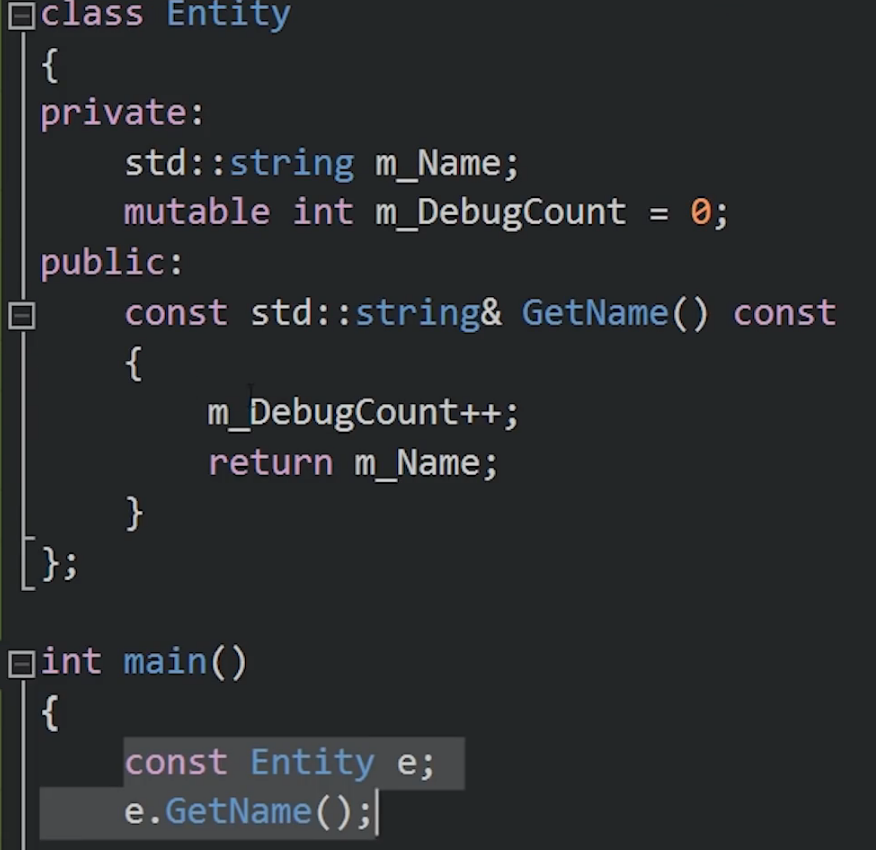 class Entity
{
private:
    std::string m_Name;
    mutable int m_DebugCount = 0;
public:
    const std::string& GetName() const
    {
        m_DebugCount++;
        return m_Name;
    }
};
int main()
{
    const Entity e;
    e.GetName();